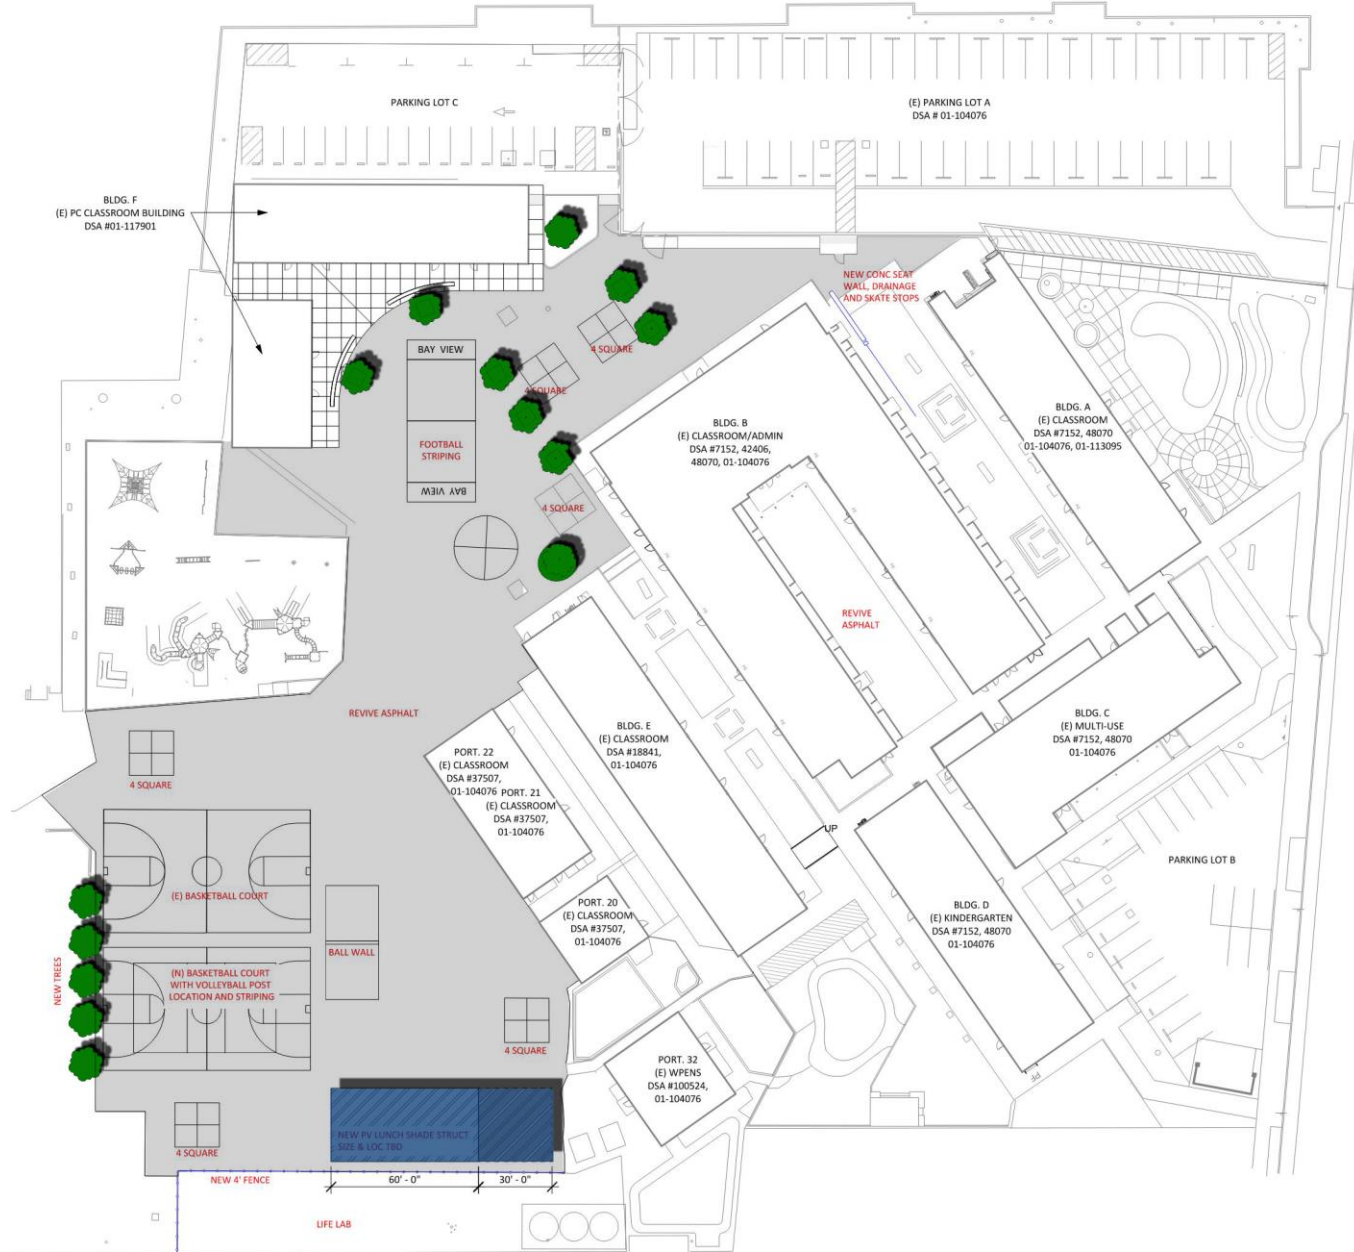 PARKING LOT C
(E) PARKING LOT A
DSA # 01-104076
BLDG. F
(E) PC CLASSROOM BUILDING
DSA #01-117901
NEW CONC SEAT
WALL, DRAINAGE
AND SKATE STOPS
4 SQUARE
BAY VIEW
4 SQUARE
BLDG. A
(E) CLASSROOM
DSA #7152, 48070
01-104076, 01-113095
BLDG. B
(E) CLASSROOM/ADMIN
DSA #7152, 42406,
48070, 01-104076
FOOTBALL
STRIPING
BAY VIEW
4 SQUARE
REVIVE
ASPHALT
REVIVE ASPHALT
BLDG. E
(E) CLASSROOM
DSA #18841,
01-104076
BLDG. C
(E) MULTI-USE
DSA #7152, 48070
01-104076
PORT. 22
(E) CLASSROOM
DSA #37507,
01-104076
PORT. 21
(E) CLASSROOM
DSA #37507,
01-104076
4 SQUARE
UP
PARKING LOT B
(E) BASKETBALL COURT
PORT. 20
(E) CLASSROOM
DSA #37507,
01-104076
BLDG. D
(E) KINDERGARTEN
DSA #7152, 48070
01-104076
BALL WALL
NEW TREES
(N) BASKETBALL COURT
WITH VOLLEYBALL POST
LOCATION AND STRIPING
4 SQUARE
PORT. 32
(E) WPENS
DSA #100524,
01-104076
PF
NEW PV LUNCH SHADE STRUCT
SIZE & LOC TBD
4 SQUARE
NEW 4' FENCE
60' - 0"
30' - 0"
LIFE LAB